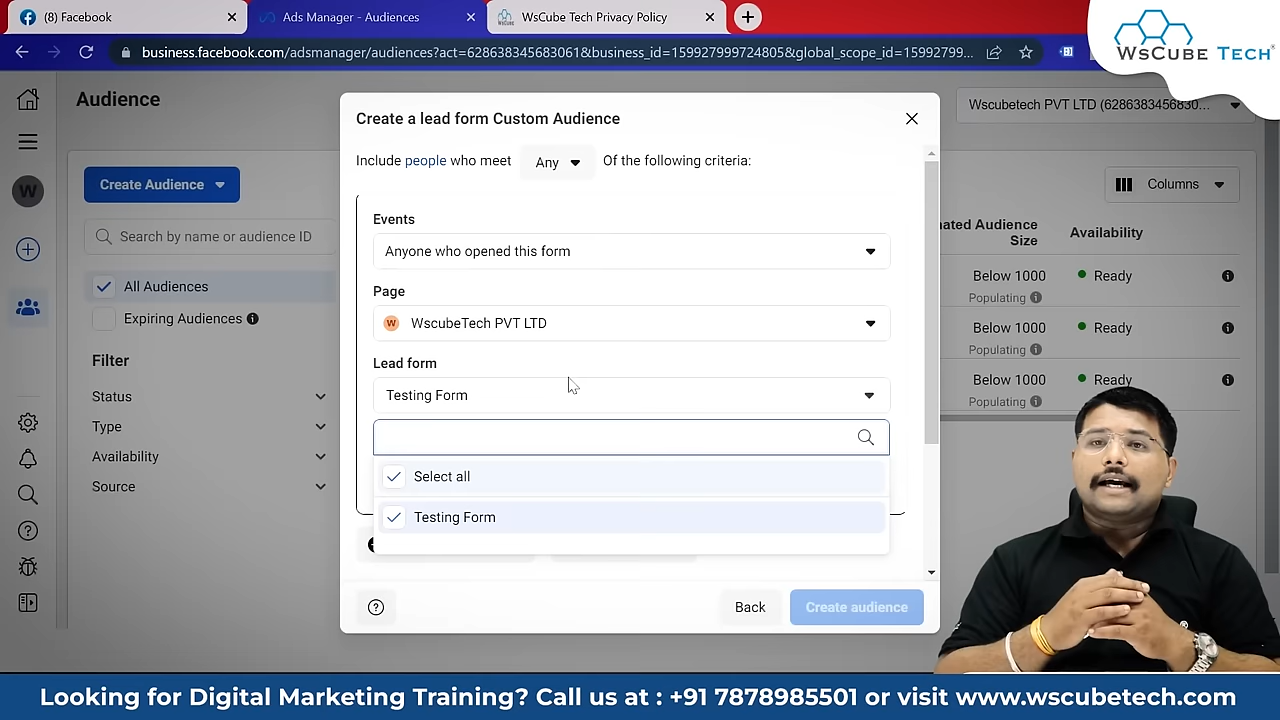 (8) Facebook
Ads Manager - Audiences
WsCube Tech Privacy Policy
business.facebook.com/adsmanager/audiences?act=628638345683061&business_id=159927999724805&global_scope_id=15992799...
WsCube Tech
Audience
Wscubetech PVT LTD (6286383456830...
Create Audience
Columns
Search by name or audience ID
All Audiences
Expiring Audiences
Filter
Status
Type
Availability
Source
W
Create a lead form Custom Audience
Include people who meet Any Of the following criteria:
Events
Anyone who opened this form
Page
W WscubeTech PVT LTD
Lead form
Testing Form
Select all
Testing Form
Back
Create audience
Audience Size
Availability
Below 1000
Ready
Populating
Below 1000
Ready
Populating
Below 1000
Ready
Populating
Looking for Digital Marketing Training? Call us at : +91 7878985501 or visit www.wscubetech.com